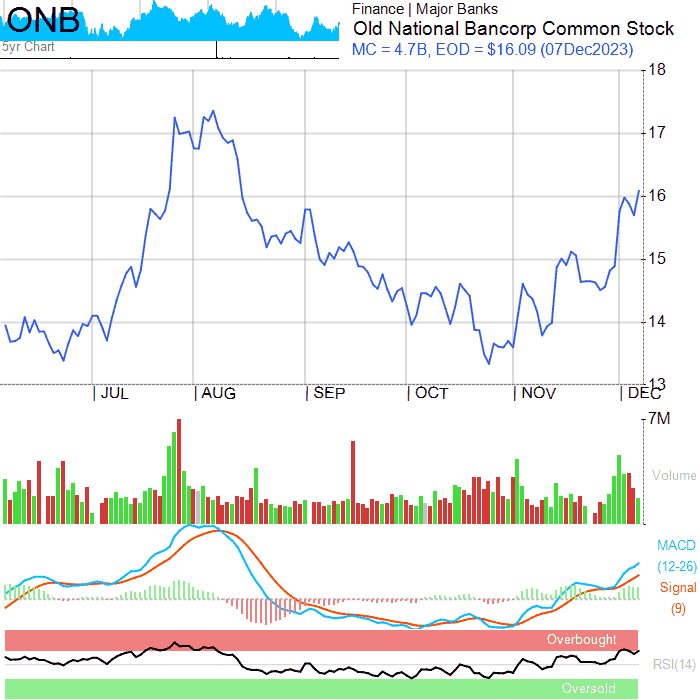 ONB
5yr Chart
Finance | Major Banks
Old National Bancorp Common Stock
MC = 4.7B, EOD = $16.09 (07Dec2023)
18
17
16
15
14
13
JUL AUG SEP OCT NOV DEC
7M
Volume
MACD
(12-26)
Signal
(9)
Overbought
RSI(14)
Oversold